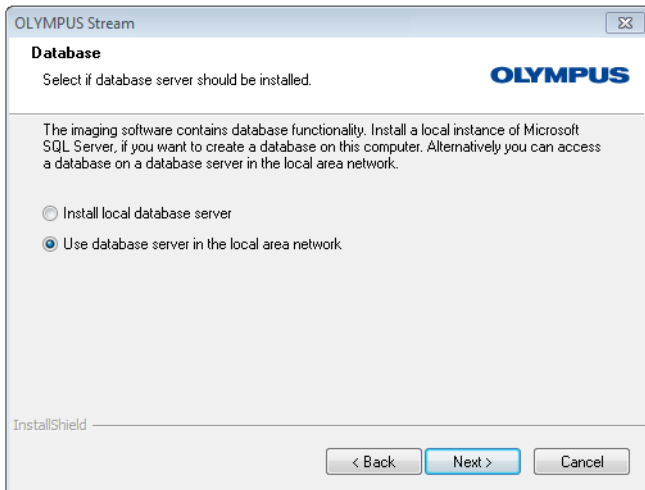 OLYMPUS Stream
Database
Select if database server should be installed.
OLYMPUS
The imaging software contains database functionality. Install a local instance of Microsoft
SQL Server, if you want to create a database on this computer. Alternatively you can access
a database on a database server in the local area network.
Install local database server
Use database server in the local area network
InstallShield
< Back
Next >
Cancel